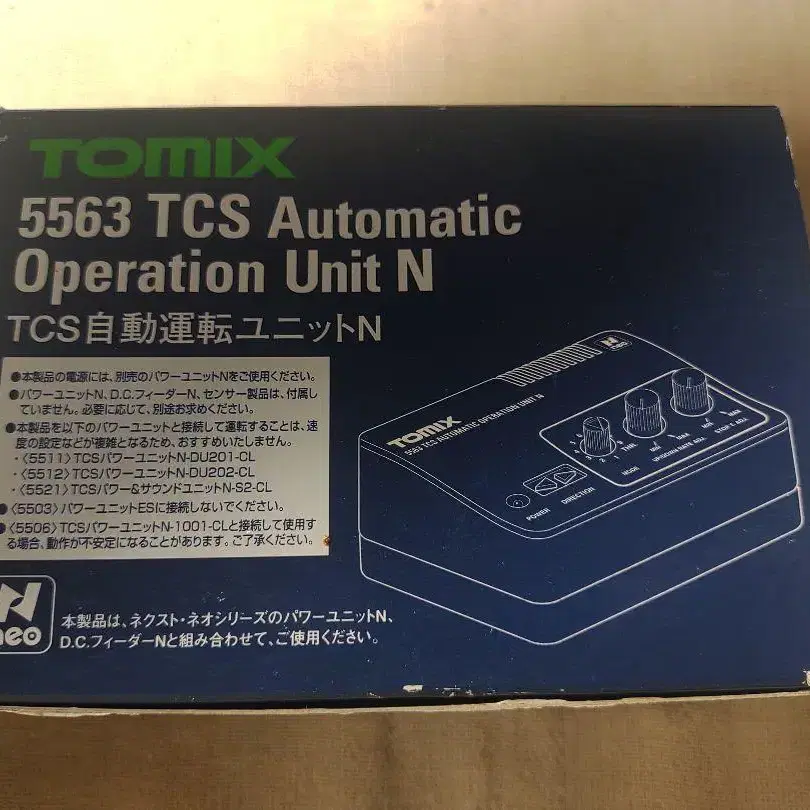 TOMIX
5563 TCS Automatic
Operation Unit N
TCS自動運転ユニットN
●本製品の電源には、別売のパワーユニットNをご使用ください。
●パワーユニットN、D.C.フィーダーN、センサー製品は、付属し
ていません。必要に応じて、別途お求めください。
●本製品を以下のパワーユニットと接続して運転することは、速
度の設定などが複雑となるため、おすすめいたしません。
・〈5511〉TCSパワーユニットN-DU201-CL
・〈5512〉TCSパワーユニットN-DU202-CL
・〈5521〉TCSパワー&サウンドユニットN-S2-CL
●〈5503〉パワーユニットESに接続しないでください。
●〈5506〉TCSパワーユニットN-1001-CLと接続して使用す
る場合、動作が不安定になることがあります。ご了承ください。
neo
本製品は、ネクスト・ネオシリーズのパワーユニットN、
D.C.フィーダーNと組み合わせて、ご使用ください。
neo
TOMIX
5563 TCS AUTOMATIC OPERATION UNIT N
POWER
DIRECTION
MODE
TIME
MIN
MAX
UP/DOWN RATE ADJ.
MIN
MAX
STOP S. ADJ.